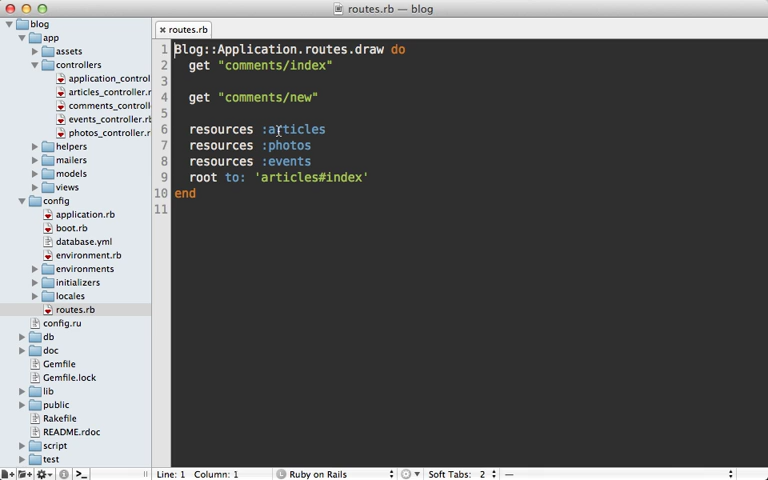 routes.rb — blog
blog
app
assets
controllers
application_control
articles_controller.r
comments_controll
events_controller.rb
photos_controller.r
helpers
mailers
models
views
config
application.rb
boot.rb
database.yml
environment.rb
environments
initializers
locales
routes.rb
config.ru
db
doc
Gemfile
Gemfile.lock
lib
public
Rakefile
README.rdoc
script
test
routes.rb
1 Blog::Application.routes.draw do
2 get "comments/index"
3
4 get "comments/new"
5
6 resources :articles
7 resources :photos
8 resources :events
9 root to: 'articles#index'
10 end
11
Line: 1 Column: 1 Ruby on Rails Soft Tabs: 2 —